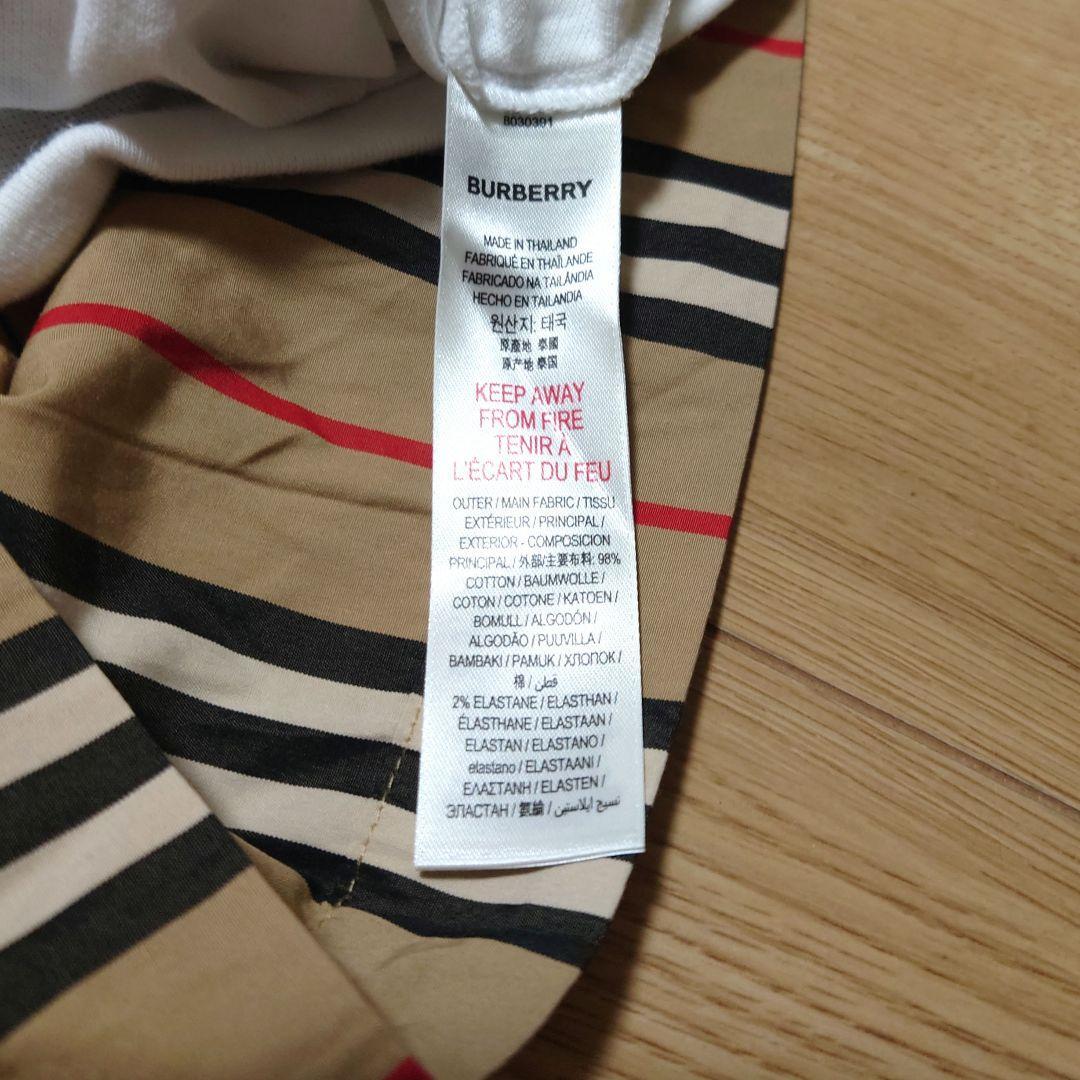 8030391
BURBERRY
MADE IN THAILAND
FABRIQUÉ EN THAÏLANDE
FABRICADO NA TAILÂNDIA
HECHO EN TAILANDIA
원산지: 태국
原產地 泰國
原产地 泰国
KEEP AWAY
FROM FIRE
TENIR À
L'ÉCART DU FEU
OUTER / MAIN FABRIC / TISSU
EXTÉRIEUR / PRINCIPAL /
EXTERIOR - COMPOSICION
PRINCIPAL / 外部/主要布料: 98%
COTTON / BAUMWOLLE /
COTON / COTONE / KATOEN /
BOMULL / ALGODÓN /
ALGODÃO / PUUVILLA /
BAMBAKI / PAMUK / ХЛОПОК /
棉 / قطن /
2% ELASTANE / ELASTHAN /
ÉLASTHANE / ELASTAAN /
ELASTAN / ELASTANO /
elastano / ELASTAANI /
ΕΛΑΣΤΑΝΗ / ELASTEN /
ЭЛАСТАН / 氨綸 / نسيج ايلاستين